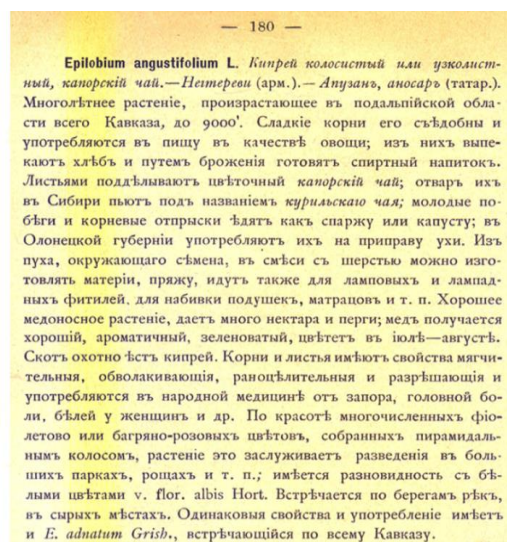 — 180 —
Epilobium angustifolium L. Кипрей колосистый или узколист-
ный, капорскій чай.—Негтереви (арм.).—Апузанъ, аносаръ (татар.).
Многолѣтнее растеніе, произрастающее въ подальпійской обла-
сти всего Кавказа, до 9000'. Сладкіе корни его съѣдобны и
употребляются въ пищу въ качествѣ овощи; изъ нихъ выпе-
каютъ хлѣбъ и путемъ броженія готовятъ спиртный напитокъ.
Листьями поддѣлываютъ цвѣточный капорскій чай; отваръ ихъ
въ Сибири пьютъ подъ названіемъ курильскаго чая; молодые по-
бѣги и корневые отпрыски ѣдятъ какъ спаржу или капусту; въ
Олонецкой губерніи употребляютъ ихъ на приправу ухи. Изъ
пуха, окружающаго сѣмена, въ смѣси съ шерстью можно изго-
товлять матеріи, пряжу, идутъ также для ламповыхъ и лампад-
ныхъ фитилей, для набивки подушекъ, матрацовъ и т. п. Хорошее
медоносное растеніе, даетъ много нектара и перги; медъ получается
хорошій, ароматичный, зеленоватый, цвѣтетъ въ іюлѣ—августѣ.
Скотъ охотно ѣстъ кипрей. Корни и листья имѣютъ свойства мягчи-
тельныя, обволакивающія, раноцѣлительныя и разрѣшающія и
употребляются въ народной медицинѣ отъ запора, головной бо-
ли, бѣлей у женщинъ и др. По красотѣ многочисленныхъ фіо-
летово или багряно-розовыхъ цвѣтовъ, собранныхъ пирамидаль-
нымъ колосомъ, растеніе это заслуживаетъ разведенія въ боль-
шихъ паркахъ, рощахъ и т. п.; имѣется разновидность съ бѣ-
лыми цвѣтами v. flor. albis Hort. Встрѣчается по берегамъ рѣкъ,
въ сырыхъ мѣстахъ. Одинаковыя свойства и употребленіе имѣетъ
и E. adnatum Grish., встрѣчающійся по всему Кавказу.